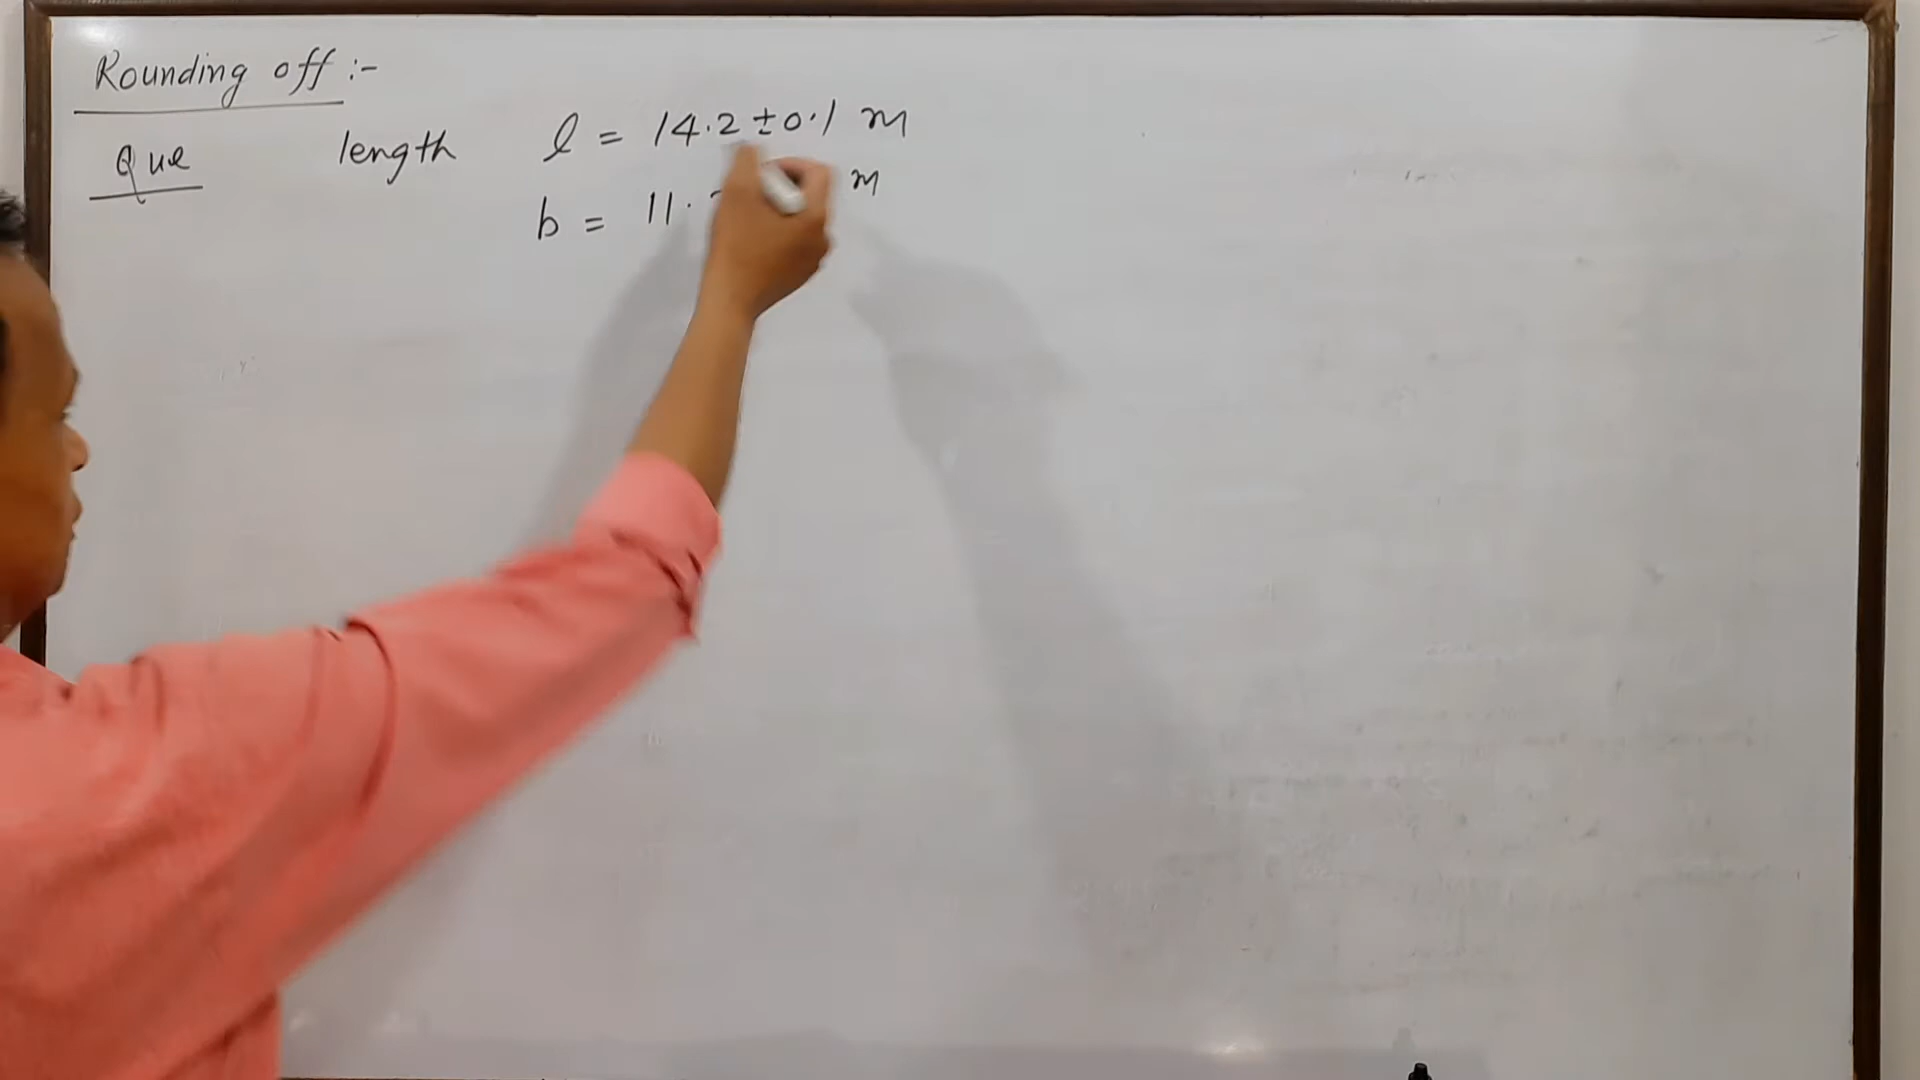 Rounding off :-
Que length l = 14.2 ± 0.1 m
b = 11. m